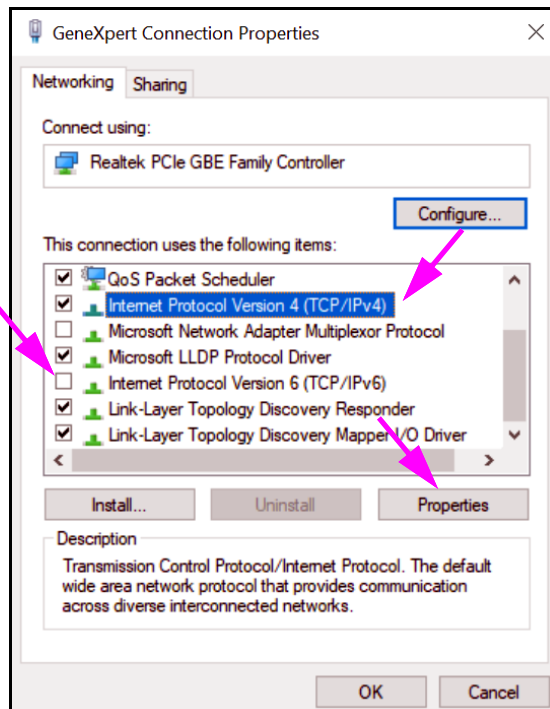 GeneXpert Connection Properties
Networking
Sharing
Connect using:
Realtek PCIe GBE Family Controller
Configure...
This connection uses the following items:
QoS Packet Scheduler
Internet Protocol Version 4 (TCP/IPv4)
Microsoft Network Adapter Multiplexor Protocol
Microsoft LLDP Protocol Driver
Internet Protocol Version 6 (TCP/IPv6)
Link-Layer Topology Discovery Responder
Link-Layer Topology Discovery Mapper I/O Driver
Install...
Uninstall
Properties
Description
Transmission Control Protocol/Internet Protocol. The default
wide area network protocol that provides communication
across diverse interconnected networks.
OK
Cancel